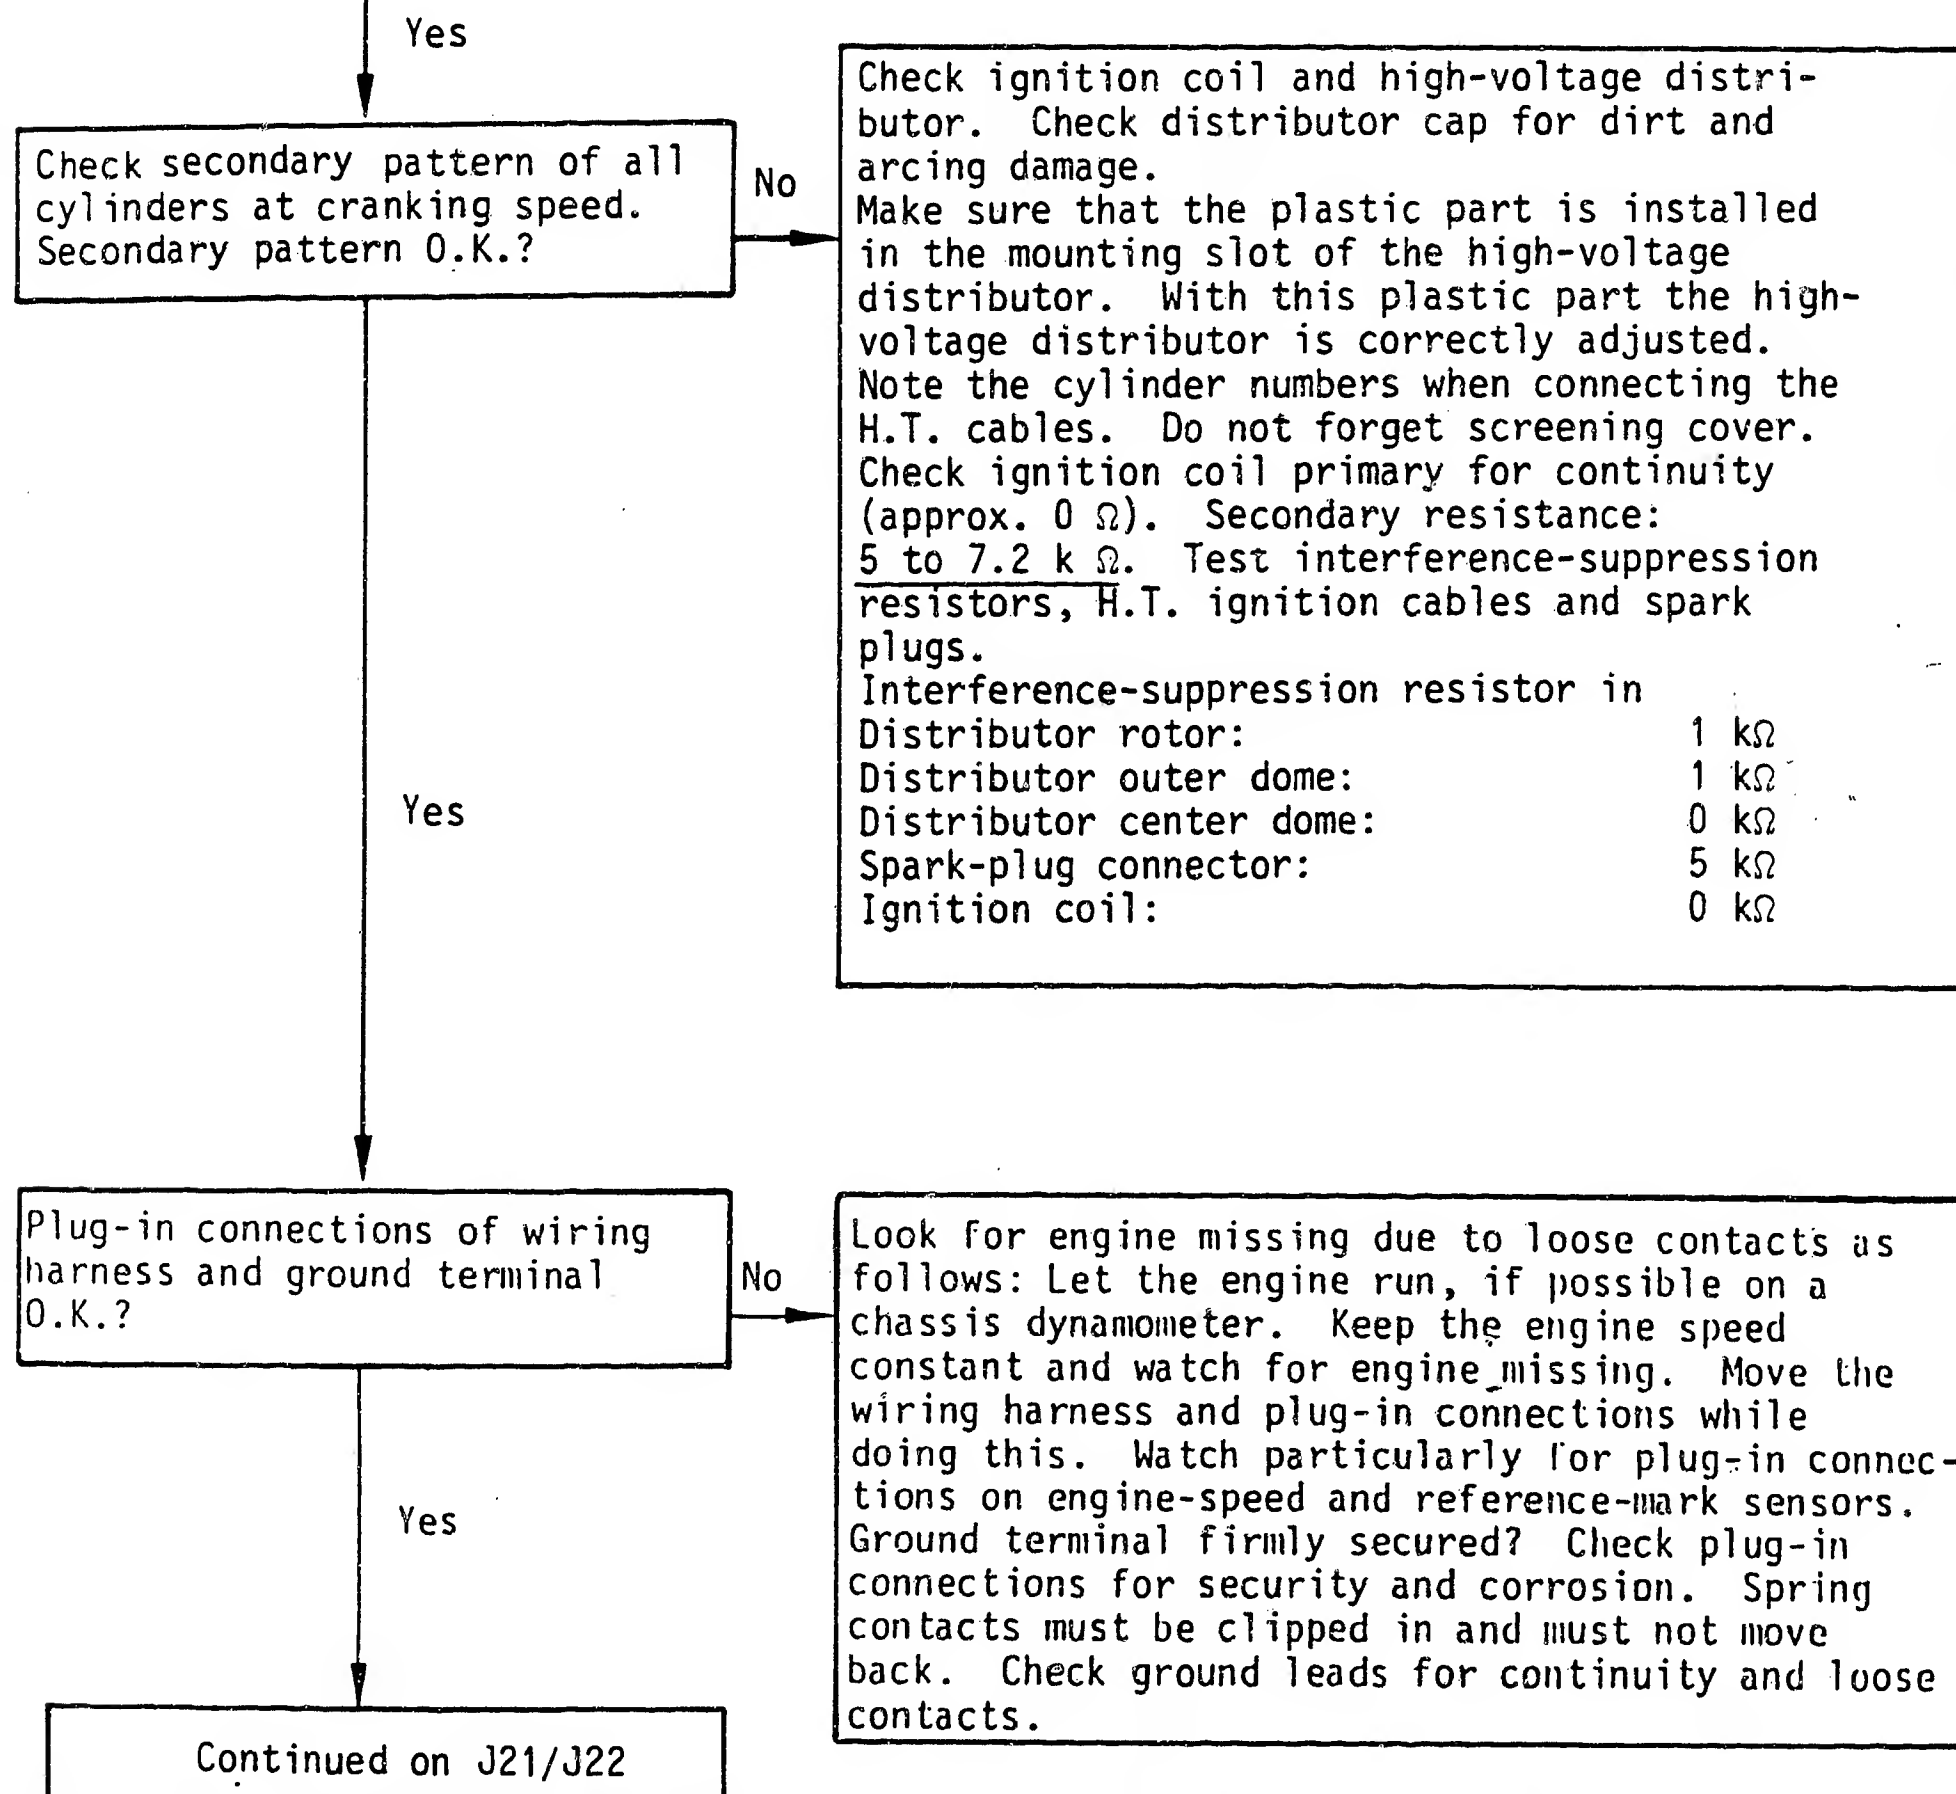 Yes
Check secondary pattern of all
cylinders at cranking speed.
Secondary pattern O.K.?
No
Check ignition coil and high-voltage distri-
butor. Check distributor cap for dirt and
arcing damage.
Make sure that the plastic part is installed
in the mounting slot of the high-voltage
distributor. With this plastic part the high-
voltage distributor is correctly adjusted.
Note the cylinder numbers when connecting the
H.T. cables. Do not forget screening cover.
Check ignition coil primary for continuity
(approx. 0 Ω). Secondary resistance:
5 to 7.2 k Ω. Test interference-suppression
resistors, H.T. ignition cables and spark
plugs.
Interference-suppression resistor in
Distributor rotor: 1 kΩ
Distributor outer dome: 1 kΩ
Distributor center dome: 0 kΩ
Spark-plug connector: 5 kΩ
Ignition coil: 0 kΩ
Yes
Plug-in connections of wiring
harness and ground terminal
O.K.?
No
Look for engine missing due to loose contacts as
follows: Let the engine run, if possible on a
chassis dynamometer. Keep the engine speed
constant and watch for engine missing. Move the
wiring harness and plug-in connections while
doing this. Watch particularly for plug-in connec-
tions on engine-speed and reference-mark sensors.
Ground terminal firmly secured? Check plug-in
connections for security and corrosion. Spring
contacts must be clipped in and must not move
back. Check ground leads for continuity and loose
contacts.
Yes
Continued on J21/J22